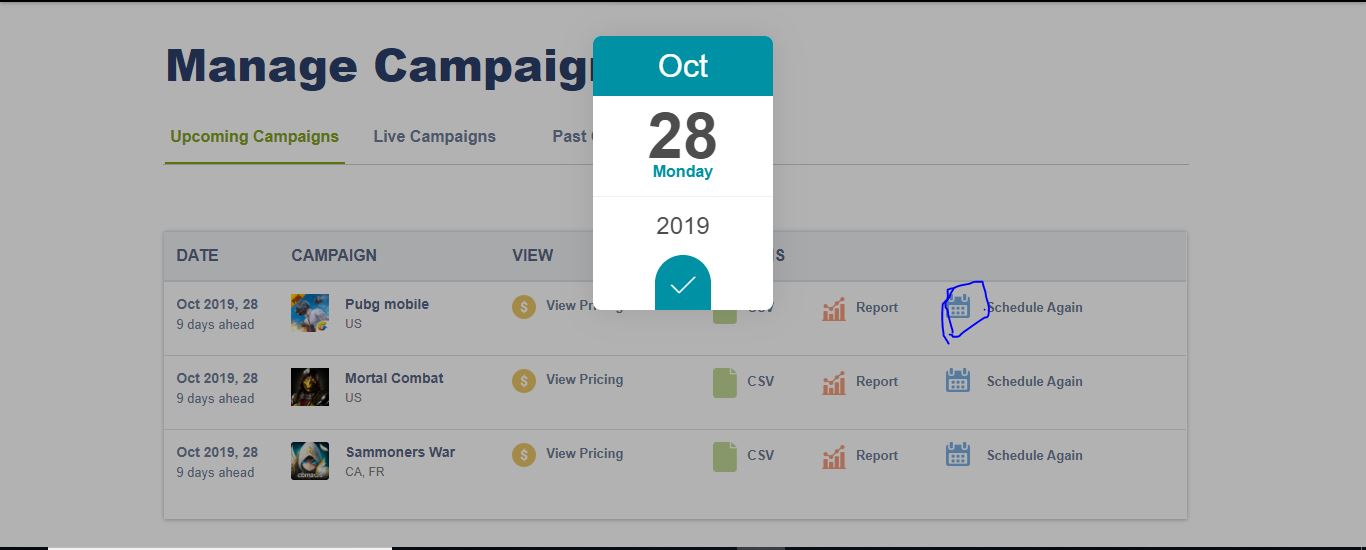 Manage Campaig
Oct
28
Monday
2019
Upcoming Campaigns Live Campaigns Past
DATE CAMPAIGN VIEW S
Oct 2019, 28 Pubg mobile View Pricing CSV Report Schedule Again
9 days ahead US
Oct 2019, 28 Mortal Combat View Pricing CSV Report Schedule Again
9 days ahead US
Oct 2019, 28 Sammoners War View Pricing CSV Report Schedule Again
9 days ahead CA, FR